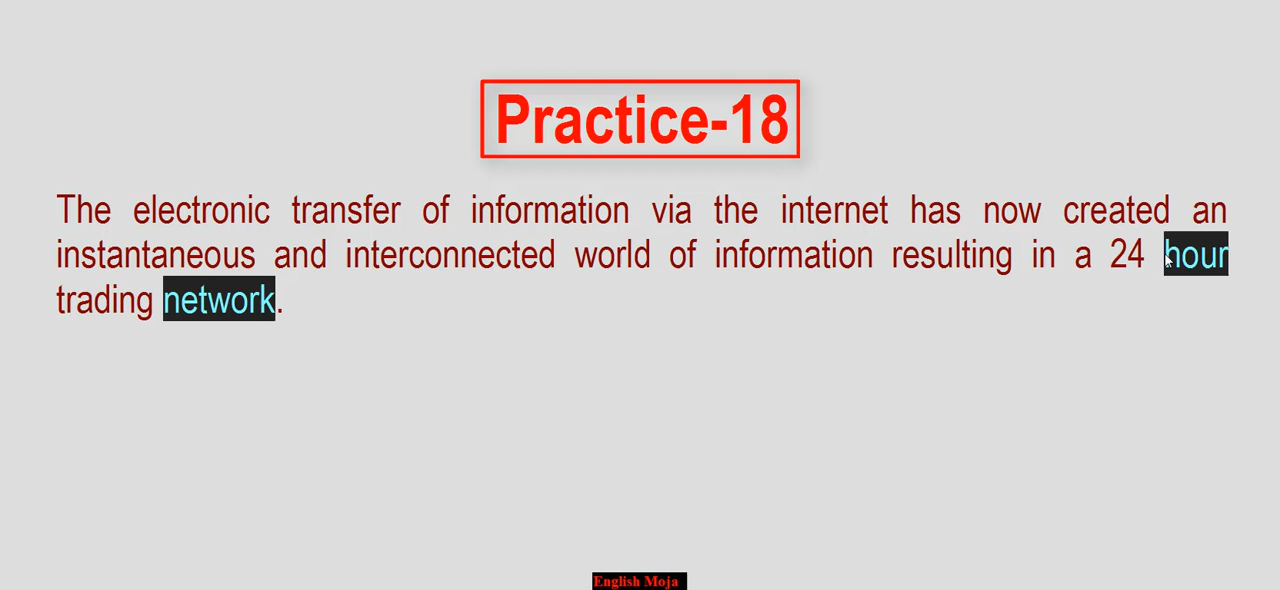 Practice-18
The electronic transfer of information via the internet has now created an
instantaneous and interconnected world of information resulting in a 24 hour
trading network.
English Moja